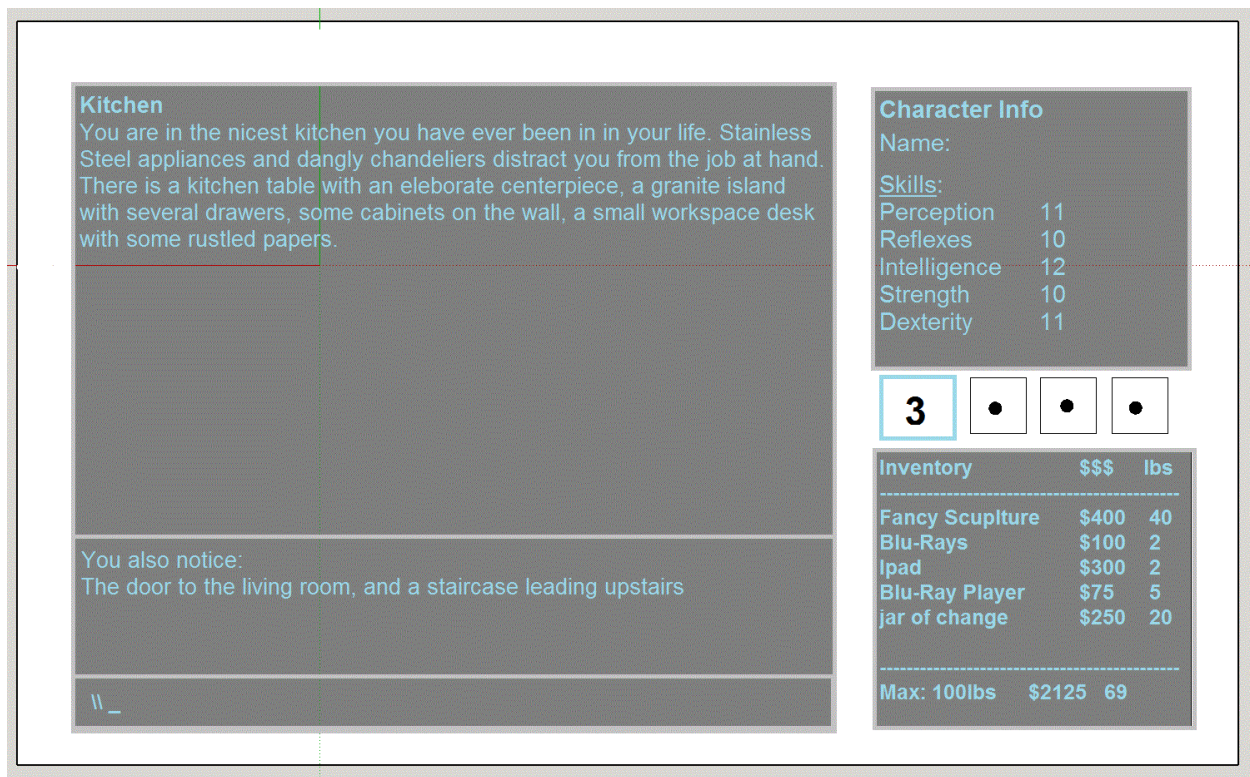 Kitchen
You are in the nicest kitchen you have ever been in in your life. Stainless
Steel appliances and dangly chandeliers distract you from the job at hand.
There is a kitchen table with an eleborate centerpiece, a granite island
with several drawers, some cabinets on the wall, a small workspace desk
with some rustled papers.
You also notice:
The door to the living room, and a staircase leading upstairs
\\ _
Character Info
Name:
Skills:
Perception 11
Reflexes 10
Intelligence 12
Strength 10
Dexterity 11
3
Inventory $$$ lbs
---------------------------------------------
Fancy Scuplture $400 40
Blu-Rays $100 2
Ipad $300 2
Blu-Ray Player $75 5
jar of change $250 20
---------------------------------------------
Max: 100lbs $2125 69